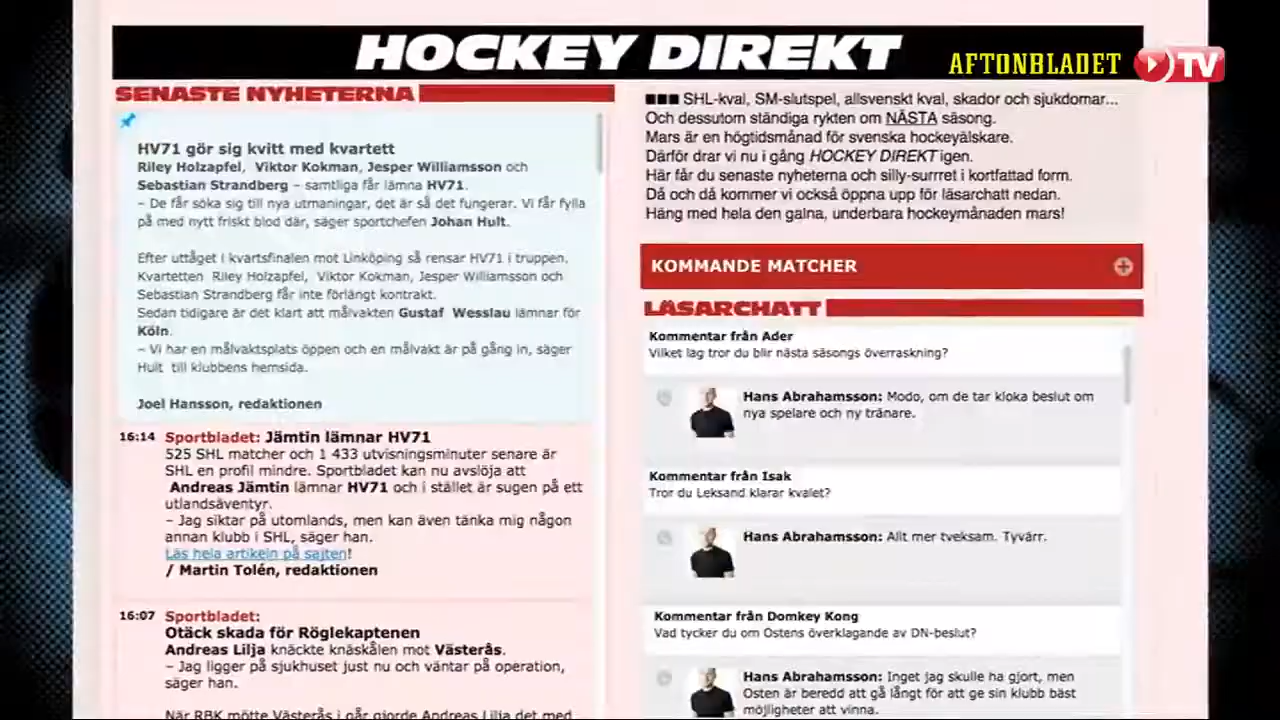 HOCKEY DIREKT
AFTONBLADET TV
SENASTE NYHETERNA
HV71 gör sig kvitt med kvartett
Riley Holzapfel, Viktor Kokman, Jesper Williamsson och
Sebastian Strandberg – samtliga får lämna HV71.
– De får söka sig till nya utmaningar, det är så det fungerar. Vi får fylla
på med nytt friskt blod där, säger sportchefen Johan Hult.
Efter uttåget i kvartsfinalen mot Linköping så rensar HV71 i truppen.
Kvartetten Riley Holzapfel, Viktor Kokman, Jesper Williamsson och
Sebastian Strandberg får inte förlängt kontrakt.
Sedan tidigare är det klart att målvakten Gustaf Wesslau lämnar för
Köln.
– Vi har en målvaktsplats öppen och en målvakt är på gång in, säger
Hult till klubbens hemsida.
Joel Hansson, redaktionen
16:14 Sportbladet: Jämtin lämnar HV71
525 SHL matcher och 1 433 utvisningsminuter senare är
SHL en profil mindre. Sportbladet kan nu avslöja att
Andreas Jämtin lämnar HV71 och i stället är sugen på ett
utlandsäventyr.
– Jag siktar på utomlands, men kan även tänka mig någon
annan klubb i SHL, säger han.
Läs hela artikeln på sajten!
/ Martin Tolén, redaktionen
16:07 Sportbladet:
Otäck skada för Röglekaptenen
Andreas Lilja knäckte knäskålen mot Västerås.
– Jag ligger på sjukhuset just nu och väntar på operation,
säger han.
När RBK mötte Västerås i går gjorde Andreas Lilja det med
■■■ SHL-kval, SM-slutspel, allsvenskt kval, skador och sjukdomar...
Och dessutom ständiga rykten om NÄSTA säsong.
Mars är en högtidsmånad för svenska hockeyälskare.
Därför drar vi nu i gång HOCKEY DIREKT igen.
Här får du senaste nyheterna och silly-surrret i kortfattad form.
Då och då kommer vi också öppna upp för läsarchatt nedan.
Häng med hela den galna, underbara hockeymånaden mars!
KOMMANDE MATCHER
LÄSARCHATT
Kommentar från Ader
Vilket lag tror du blir nästa säsongs överraskning?
Hans Abrahamsson: Modo, om de tar kloka beslut om
nya spelare och ny tränare.
Kommentar från Isak
Tror du Leksand klarar kvalet?
Hans Abrahamsson: Allt mer tveksam. Tyvärr.
Kommentar från Domkey Kong
Vad tycker du om Ostens överklagande av DN-beslut?
Hans Abrahamsson: Inget jag skulle ha gjort, men
Osten är beredd att gå långt för att ge sin klubb bäst
möjligheter att vinna.